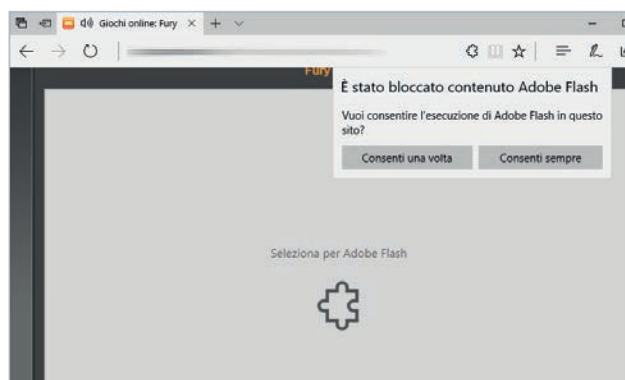 Giochi online: Fury
Fury
È stato bloccato contenuto Adobe Flash
Vuoi consentire l'esecuzione di Adobe Flash in questo
sito?
Consenti una volta
Consenti sempre
Seleziona per Adobe Flash